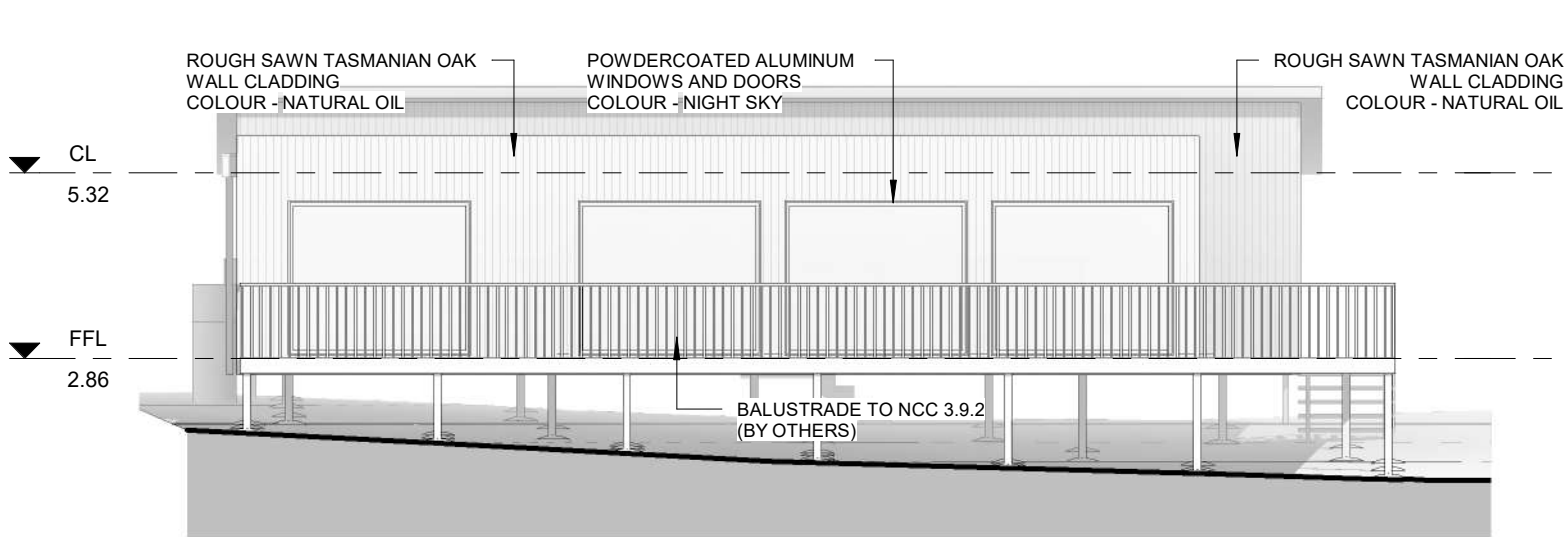 ROUGH SAWN TASMANIAN OAK
WALL CLADDING
COLOUR - NATURAL OIL
POWDERCOATED ALUMINUM
WINDOWS AND DOORS
COLOUR - NIGHT SKY
ROUGH SAWN TASMANIAN OAK
WALL CLADDING
COLOUR - NATURAL OIL
CL
5.32
FFL
2.86
BALUSTRADE TO NCC 3.9.2
(BY OTHERS)